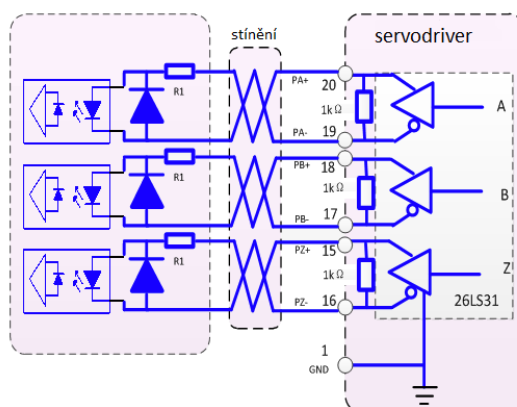 stínění
servodriver
R1
PA+
20
1kΩ
A
PA-
19
R1
PB+
18
1kΩ
B
PB-
17
R1
PZ+
15
1kΩ
Z
PZ-
16
26LS31
1
GND